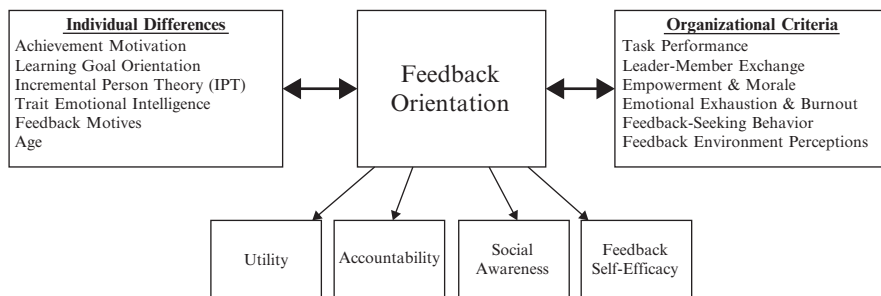 Individual Differences
Achievement Motivation
Learning Goal Orientation
Incremental Person Theory (IPT)
Trait Emotional Intelligence
Feedback Motives
Age
Feedback
Orientation
Organizational Criteria
Task Performance
Leader-Member Exchange
Empowerment & Morale
Emotional Exhaustion & Burnout
Feedback-Seeking Behavior
Feedback Environment Perceptions
Utility
Accountability
Social
Awareness
Feedback
Self-Efficacy